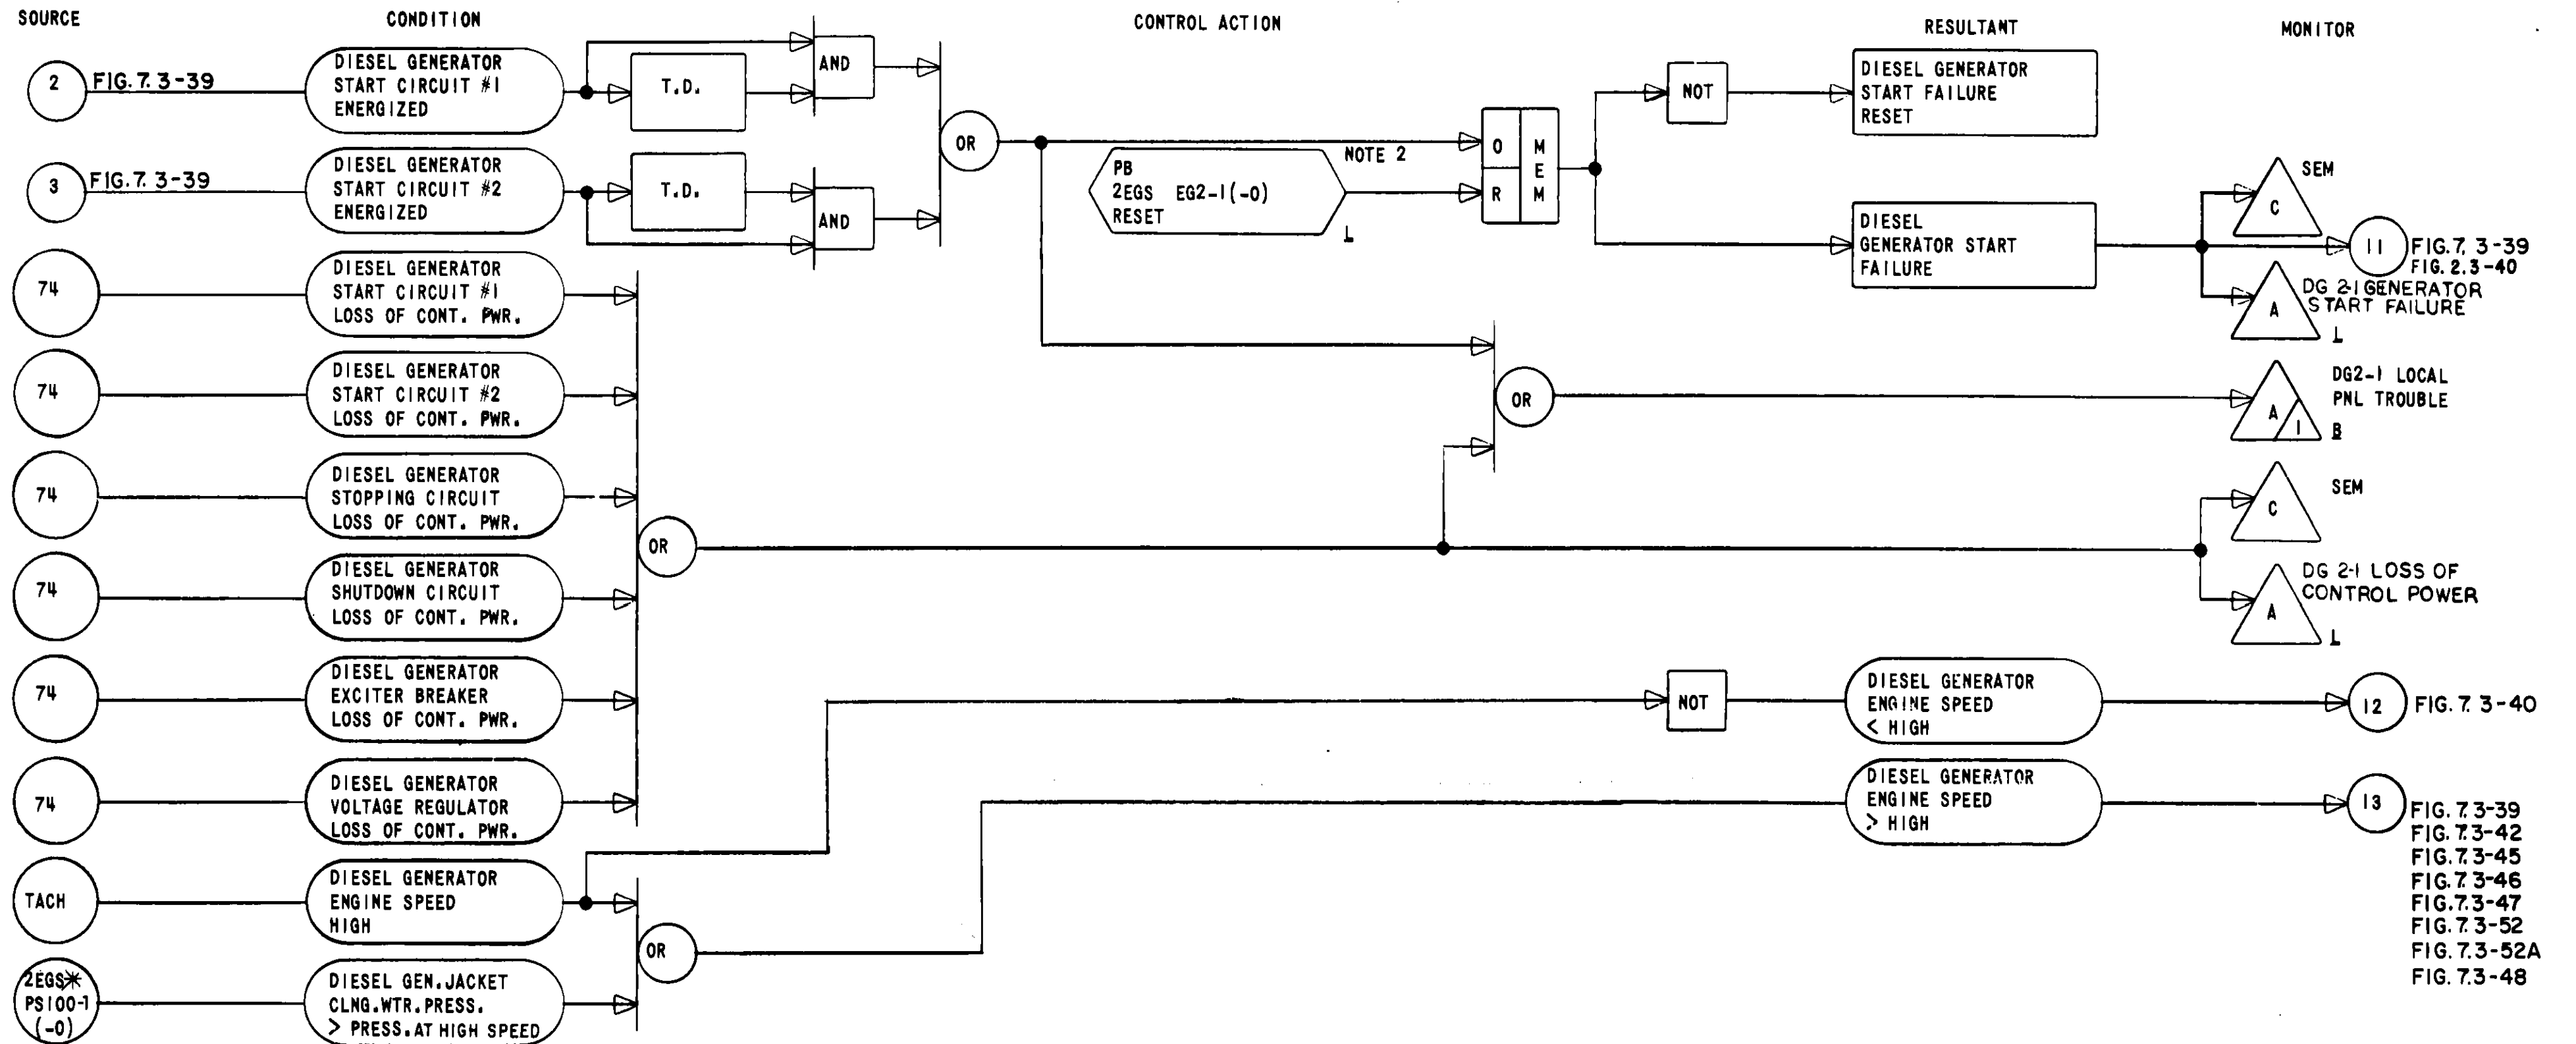 SOURCE
CONDITION
CONTROL ACTION
RESULTANT
MONITOR
2
FIG.7.3-39
DIESEL GENERATOR
START CIRCUIT #1
ENERGIZED
T.D.
AND
3
FIG.7.3-39
DIESEL GENERATOR
START CIRCUIT #2
ENERGIZED
T.D.
AND
OR
PB
2EGS EG2-1(-0)
RESET
NOTE 2
L
O
R
M
E
M
NOT
DIESEL GENERATOR
START FAILURE
RESET
DIESEL
GENERATOR START
FAILURE
C
SEM
11
FIG.7.3-39
FIG.2.3-40
A
DG 2-1 GENERATOR
START FAILURE
L
74
DIESEL GENERATOR
START CIRCUIT #1
LOSS OF CONT. PWR.
74
DIESEL GENERATOR
START CIRCUIT #2
LOSS OF CONT. PWR.
74
DIESEL GENERATOR
STOPPING CIRCUIT
LOSS OF CONT. PWR.
74
DIESEL GENERATOR
SHUTDOWN CIRCUIT
LOSS OF CONT. PWR.
74
DIESEL GENERATOR
EXCITER BREAKER
LOSS OF CONT. PWR.
74
DIESEL GENERATOR
VOLTAGE REGULATOR
LOSS OF CONT. PWR.
OR
OR
A
1
DG2-1 LOCAL
PNL TROUBLE
B
C
SEM
A
DG 2-1 LOSS OF
CONTROL POWER
L
TACH
DIESEL GENERATOR
ENGINE SPEED
HIGH
2EGS*
PS100-1
(-0)
DIESEL GEN.JACKET
CLNG.WTR.PRESS.
> PRESS.AT HIGH SPEED
OR
NOT
DIESEL GENERATOR
ENGINE SPEED
< HIGH
12
FIG.7.3-40
DIESEL GENERATOR
ENGINE SPEED
> HIGH
13
FIG.7.3-39
FIG.7.3-42
FIG.7.3-45
FIG.7.3-46
FIG.7.3-47
FIG.7.3-52
FIG.7.3-52A
FIG.7.3-48